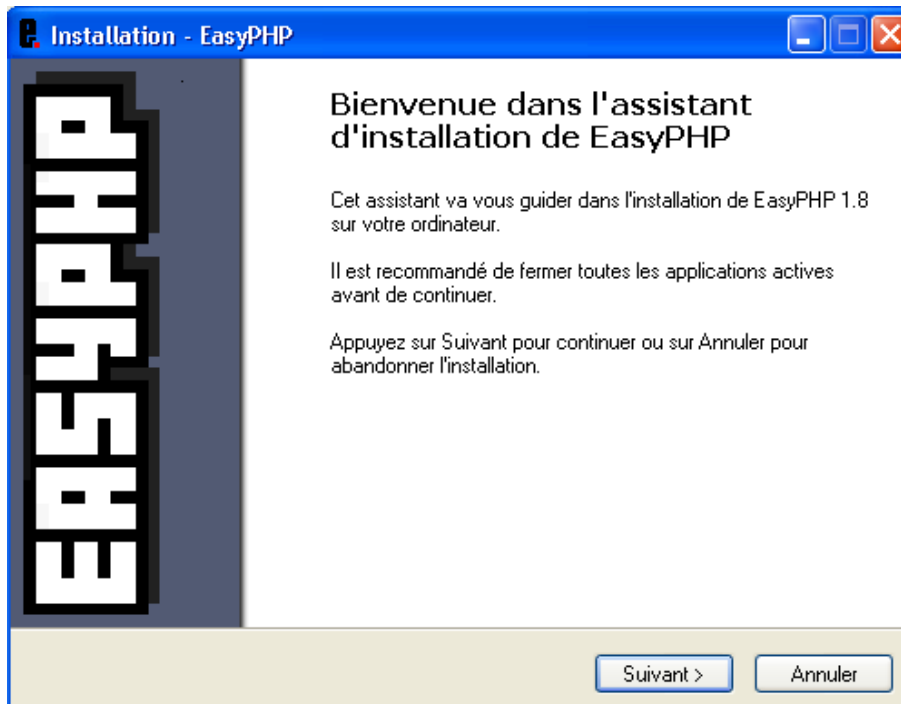 Installation - EasyPHP
EASYPHP
Bienvenue dans l'assistant
d'installation de EasyPHP
Cet assistant va vous guider dans l'installation de EasyPHP 1.8
sur votre ordinateur.
Il est recommandé de fermer toutes les applications actives
avant de continuer.
Appuyez sur Suivant pour continuer ou sur Annuler pour
abandonner l'installation.
Suivant >
Annuler